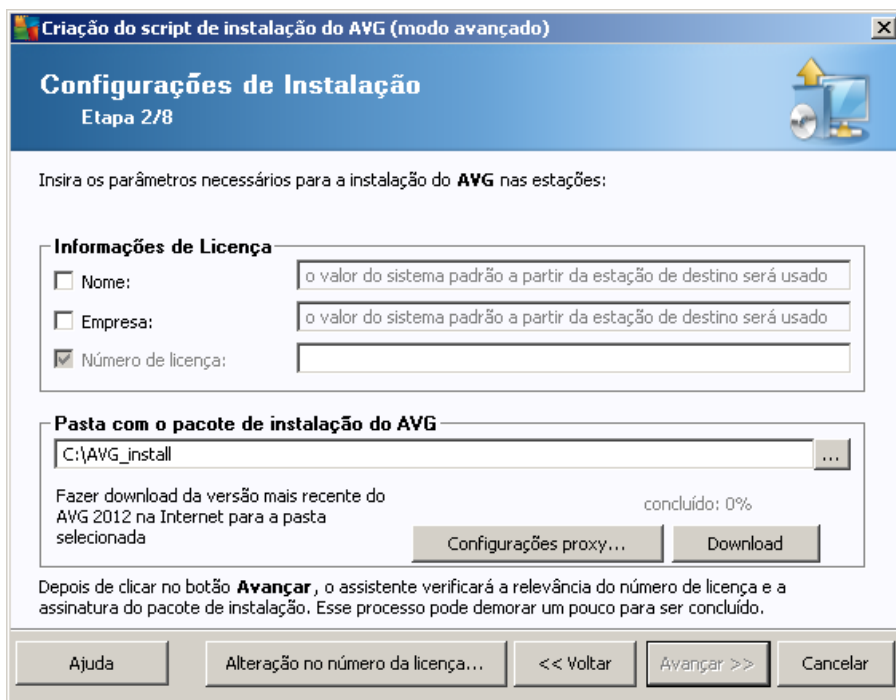 Criação do script de instalação do AVG (modo avançado)
Configurações de Instalação
Etapa 2/8
Insira os parâmetros necessários para a instalação do AVG nas estações:
Informações de Licença
Nome:
o valor do sistema padrão a partir da estação de destino será usado
Empresa:
o valor do sistema padrão a partir da estação de destino será usado
Número de licença:
Pasta com o pacote de instalação do AVG
C:\AVG_install
...
Fazer download da versão mais recente do
AVG 2012 na Internet para a pasta
selecionada
concluído: 0%
Configurações proxy...
Download
Depois de clicar no botão Avançar, o assistente verificará a relevância do número de licença e a
assinatura do pacote de instalação. Esse processo pode demorar um pouco para ser concluído.
Ajuda
Alteração no número da licença...
<< Voltar
Avançar >>
Cancelar